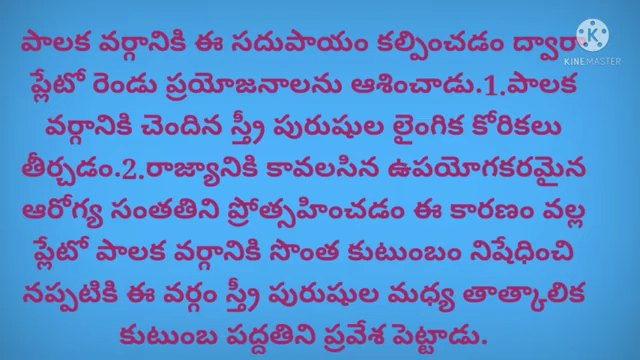 పాలక వర్గానికి ఈ సదుపాయం కల్పించడం ద్వారా
ప్లేటో రెండు ప్రయోజనాలను ఆశించాడు.1.పాలక
వర్గానికి చెందిన స్త్రీ పురుషుల లైంగిక కోరికలు
తీర్చడం.2.రాజ్యానికి కావలసిన ఉపయోగకరమైన
ఆరోగ్య సంతతిని ప్రోత్సహించడం ఈ కారణం వల్ల
ప్లేటో పాలక వర్గానికి సొంత కుటుంబం నిషేధించి
నప్పటికి ఈ వర్గం స్త్రీ పురుషుల మధ్య తాత్కాలిక
కుటుంబ పద్దతిని ప్రవేశ పెట్టాడు.
K
KINEMASTER